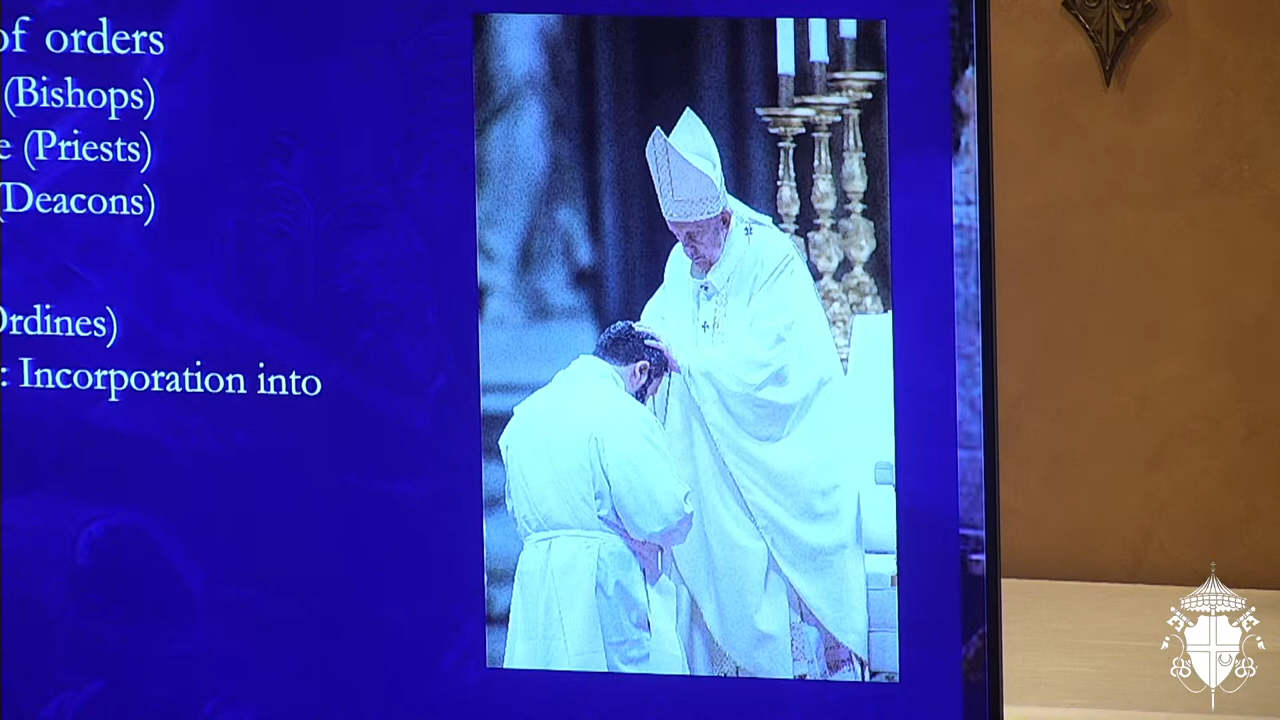 of orders
(Bishops)
(Priests)
(Deacons)
Ordines)
: Incorporation into